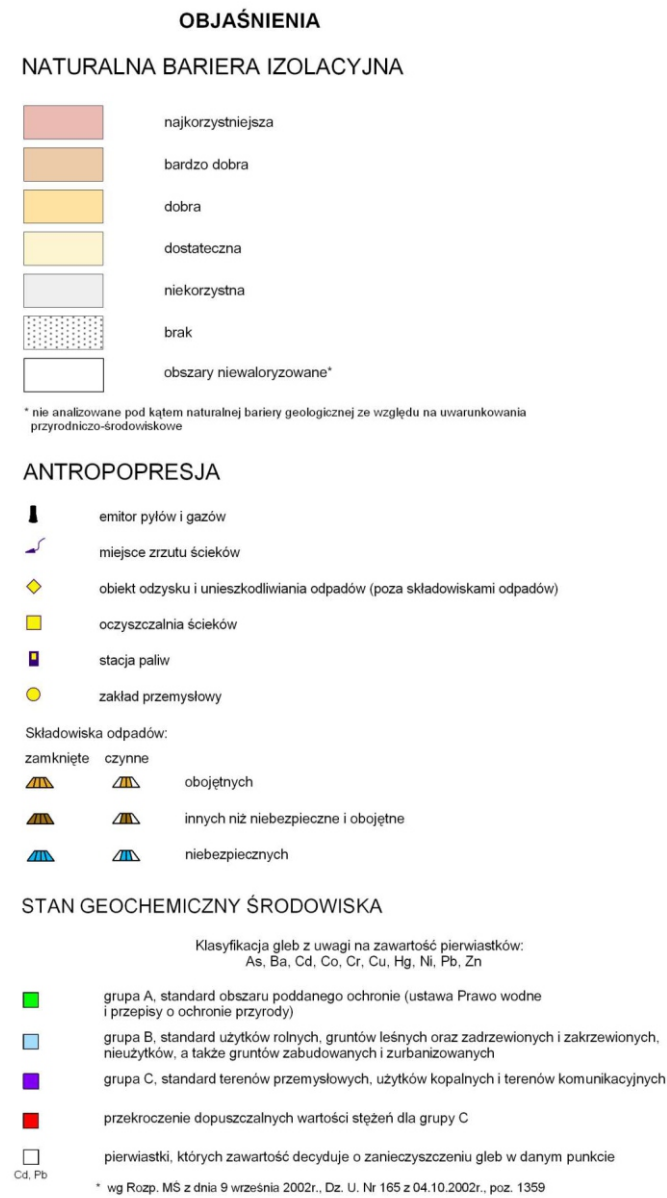 OBJAŚNIENIA
NATURALNA BARIERA IZOLACYJNA
najkorzystniejsza
bardzo dobra
dobra
dostateczna
niekorzystna
brak
obszary niewaloryzowane*
* nie analizowane pod kątem naturalnej bariery geologicznej ze względu na uwarunkowania
przyrodniczo-środowiskowe
ANTROPOPRESJA
emitor pyłów i gazów
miejsce zrzutu ścieków
obiekt odzysku i unieszkodliwiania odpadów (poza składowiskami odpadów)
oczyszczalnia ścieków
stacja paliw
zakład przemysłowy
Składowiska odpadów:
zamknięte czynne
obojętnych
innych niż niebezpieczne i obojętne
niebezpiecznych
STAN GEOCHEMICZNY ŚRODOWISKA
Klasyfikacja gleb z uwagi na zawartość pierwiastków:
As, Ba, Cd, Co, Cr, Cu, Hg, Ni, Pb, Zn
grupa A, standard obszaru poddanego ochronie (ustawa Prawo wodne
i przepisy o ochronie przyrody)
grupa B, standard użytków rolnych, gruntów leśnych oraz zadrzewionych i zakrzewionych,
nieużytków, a także gruntów zabudowanych i zurbanizowanych
grupa C, standard terenów przemysłowych, użytków kopalnych i terenów komunikacyjnych
przekroczenie dopuszczalnych wartości stężeń dla grupy C
pierwiastki, których zawartość decyduje o zanieczyszczeniu gleb w danym punkcie
Cd, Pb
* wg Rozp. MŚ z dnia 9 września 2002r., Dz. U. Nr 165 z 04.10.2002r., poz. 1359